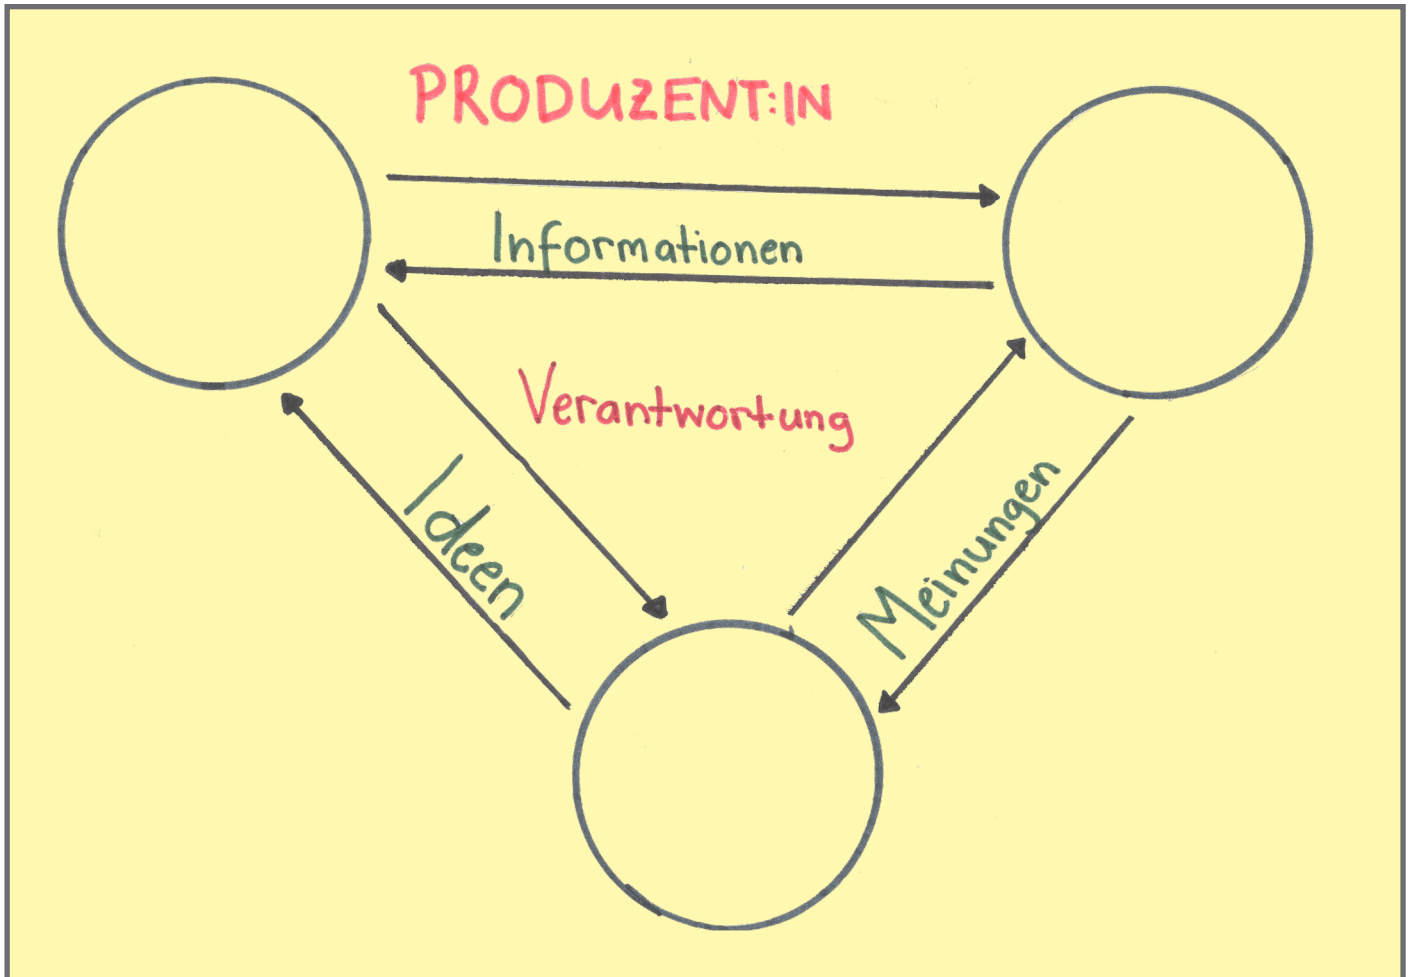 PRODUZENT:IN
Informationen
Verantwortung
Ideen
Meinungen